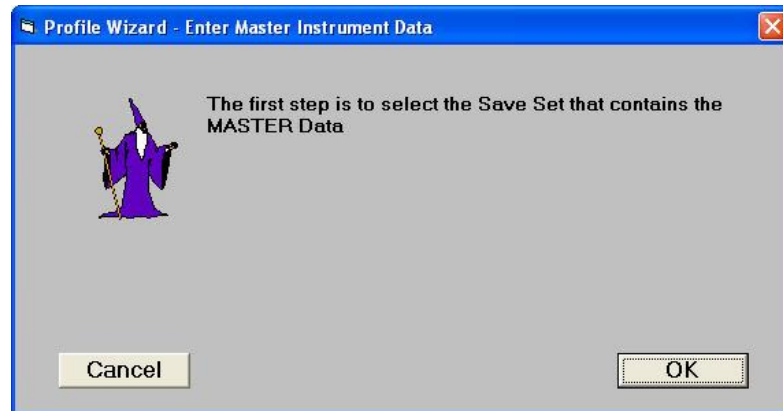 Profile Wizard - Enter Master Instrument Data
The first step is to select the Save Set that contains the
MASTER Data
Cancel
OK